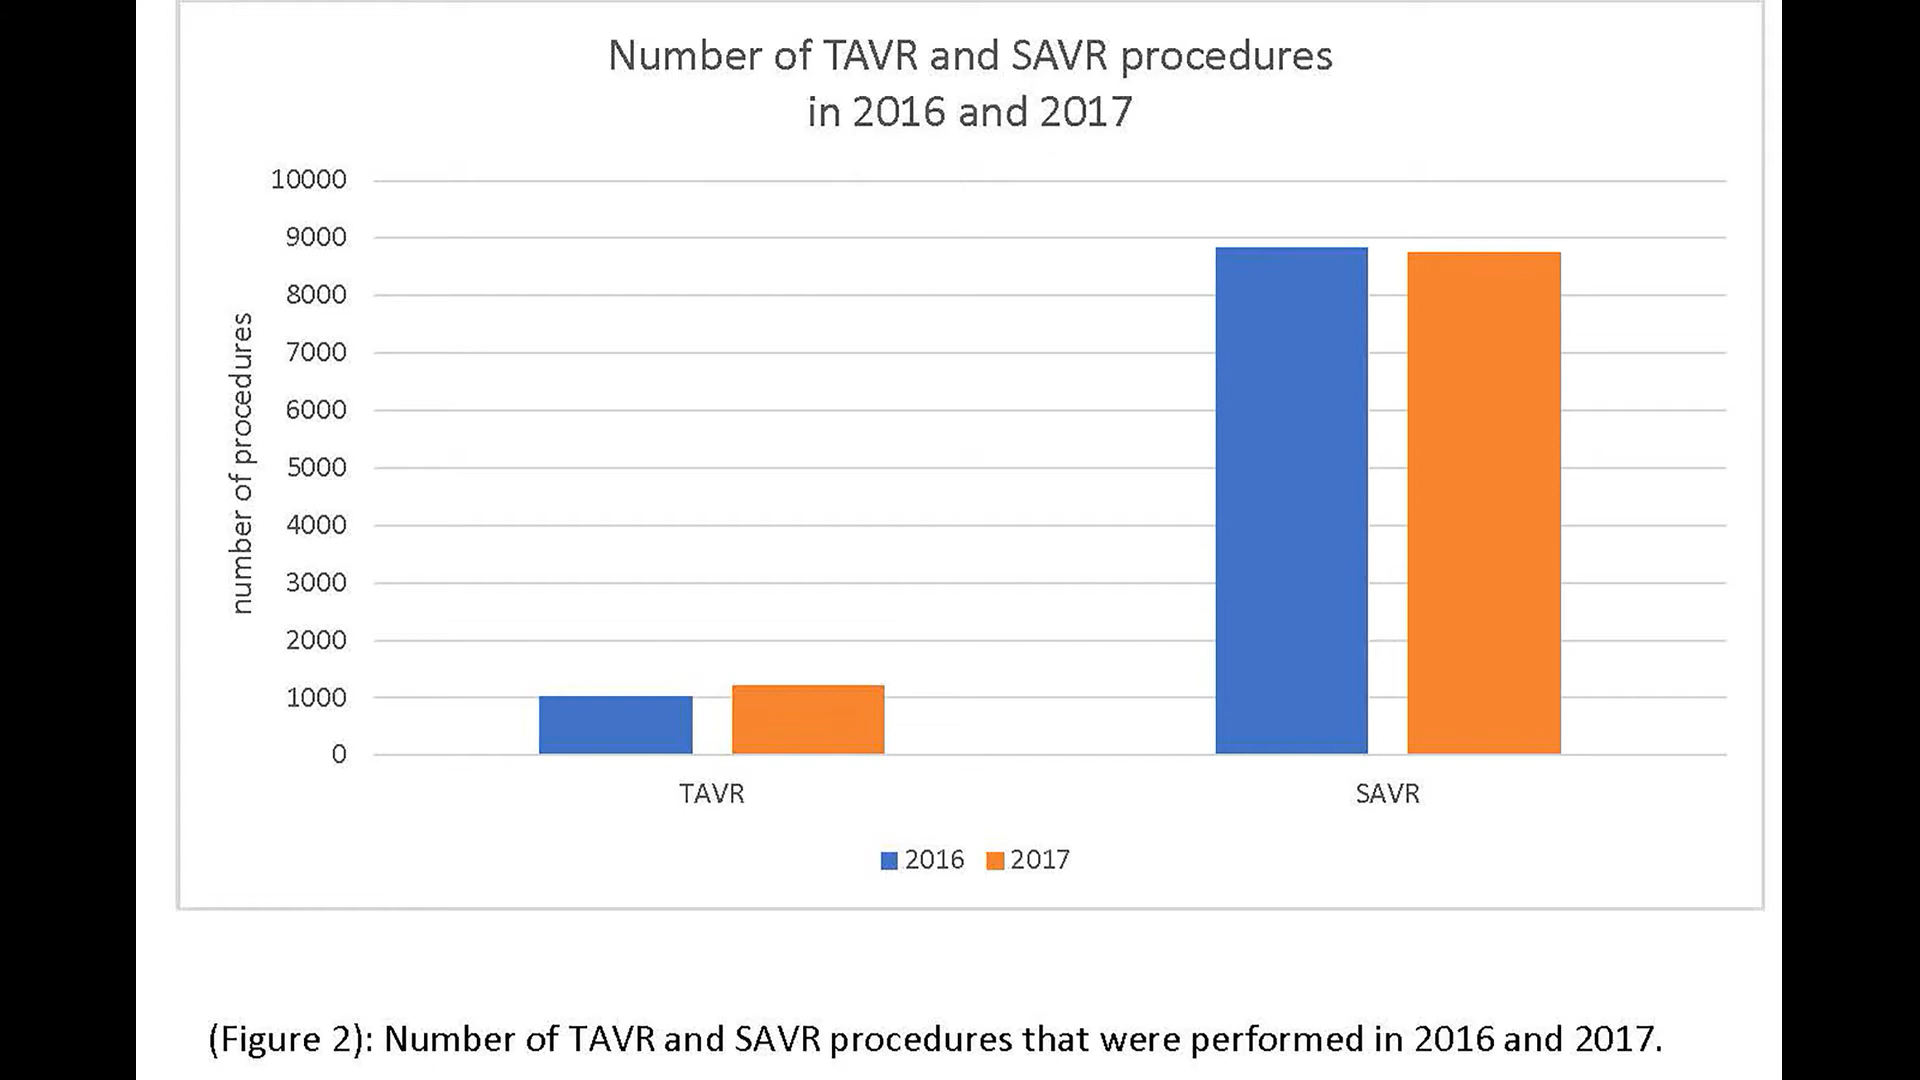 Number of TAVR and SAVR procedures
in 2016 and 2017
number of procedures
10000
9000
8000
7000
6000
5000
4000
3000
2000
1000
0
TAVR
SAVR
2016
2017
(Figure 2): Number of TAVR and SAVR procedures that were performed in 2016 and 2017.